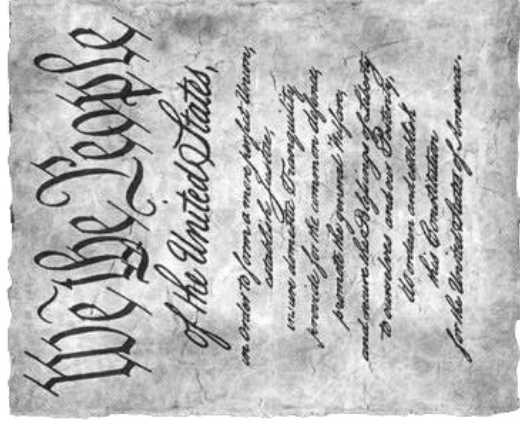 We the People
of the United States,
in Order to form a more perfect Union,
establish Justice,
insure domestic Tranquility,
provide for the common defence,
promote the general Welfare,
and secure the Blessings of Liberty
to ourselves and our Posterity,
do ordain and establish
this Constitution
for the United States of America.